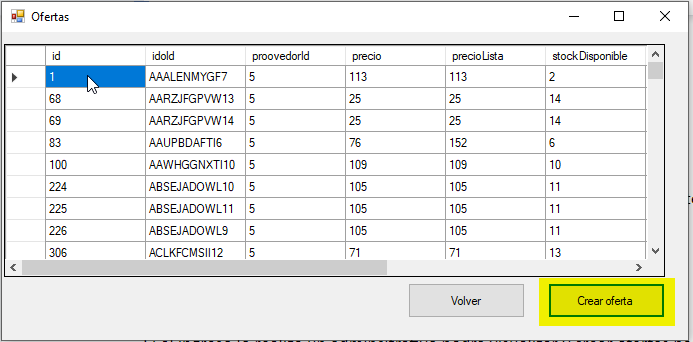 Ofertas
id idold proovedorId precio precioLista stockDisponible
1 AAALENMYGF7 5 113 113 2
68 AARZJFGPVW13 5 25 25 14
69 AARZJFGPVW14 5 25 25 14
83 AAUPBDAFTI6 5 76 152 6
100 AAWHGGNXTI10 5 109 109 10
224 ABSEJADOWL10 5 105 105 11
225 ABSEJADOWL11 5 105 105 11
226 ABSEJADOWL9 5 105 105 11
306 ACLKFCMSII12 5 71 71 13
Volver Crear oferta